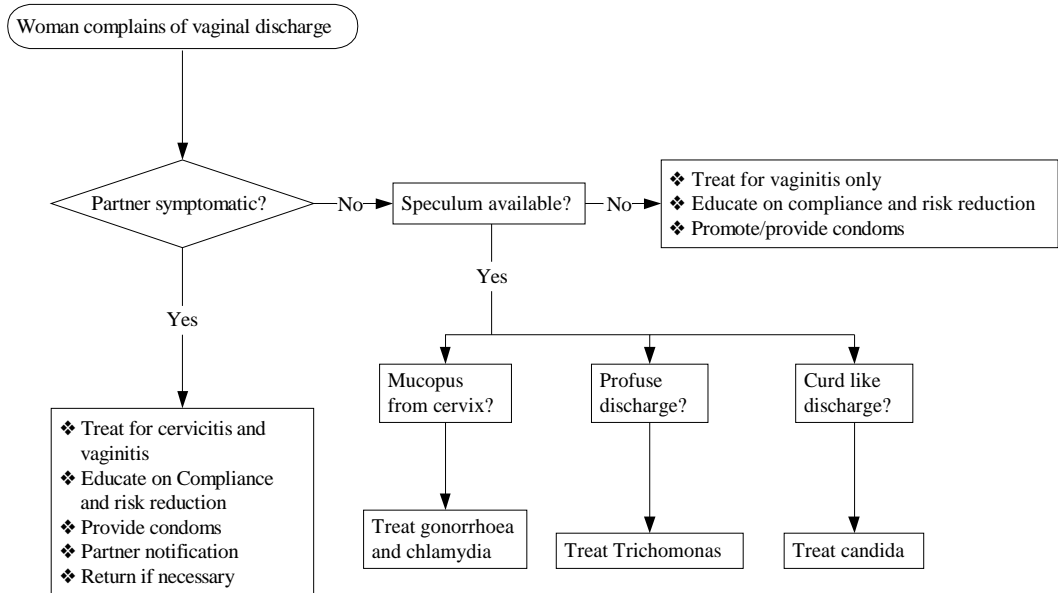 Woman complains of vaginal discharge
Partner symptomatic?
No
Speculum available?
No
❖ Treat for vaginitis only
❖ Educate on compliance and risk reduction
❖ Promote/provide condoms
Yes
Yes
❖ Treat for cervicitis and
vaginitis
❖ Educate on Compliance
and risk reduction
❖ Provide condoms
❖ Partner notification
❖ Return if necessary
Mucopus
from cervix?
Profuse
discharge?
Curd like
discharge?
Treat gonorrhoea
and chlamydia
Treat Trichomonas
Treat candida